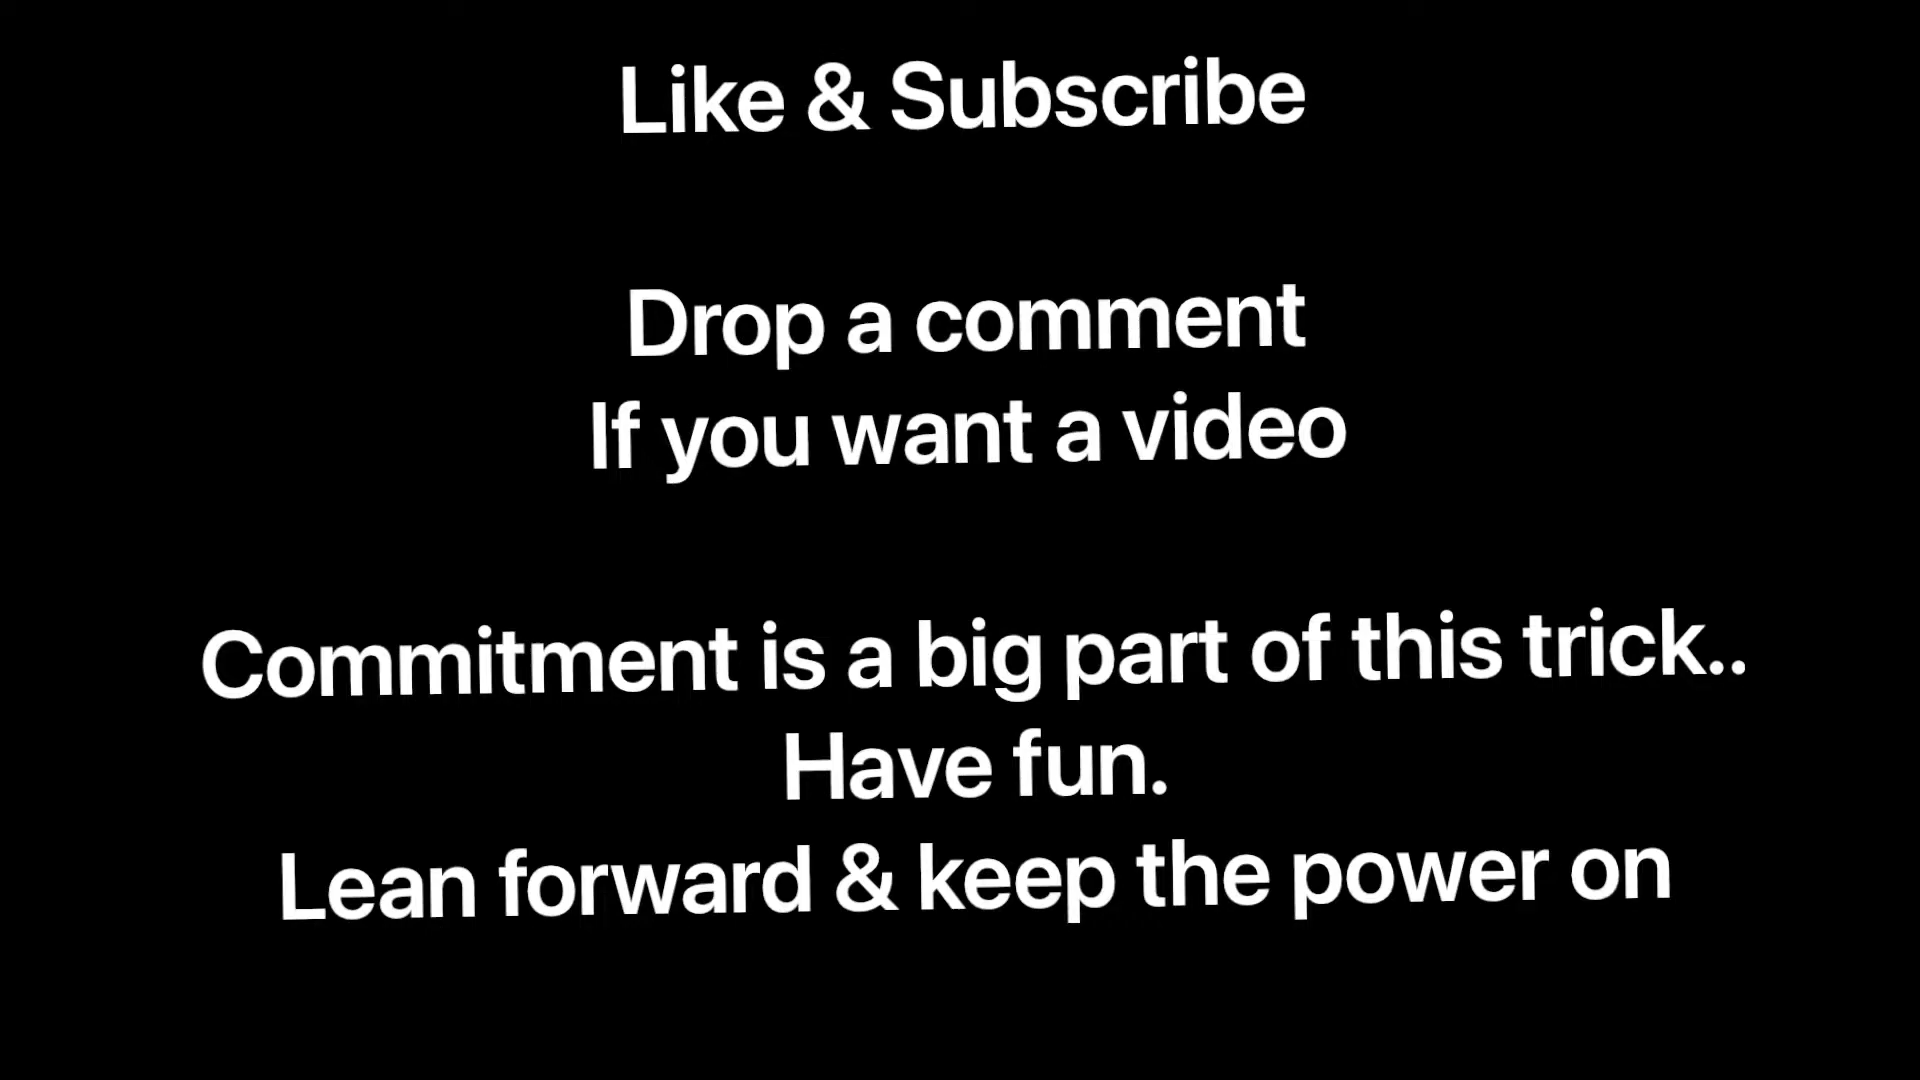 Like & Subscribe
Drop a comment
If you want a video
Commitment is a big part of this trick..
Have fun.
Lean forward & keep the power on